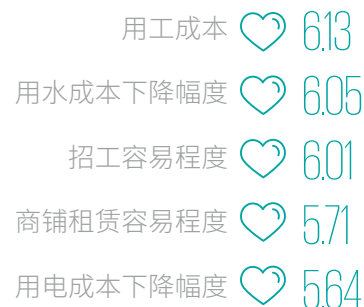 用工成本 6.13
用水成本下降幅度 6.05
招工容易程度 6.01
商铺租赁容易程度 5.71
用电成本下降幅度 5.64